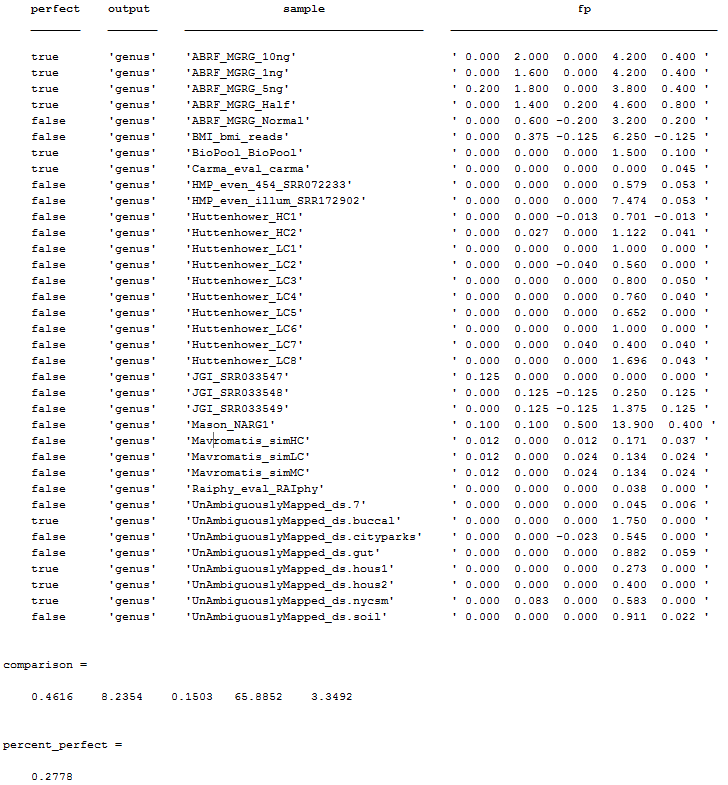 perfect output sample fp
true 'genus' 'ABRF_MGRG_10ng' ' 0.000 2.000 0.000 4.200 0.400 '
true 'genus' 'ABRF_MGRG_1ng' ' 0.000 1.600 0.000 4.200 0.400 '
true 'genus' 'ABRF_MGRG_5ng' ' 0.200 1.800 0.000 3.800 0.400 '
true 'genus' 'ABRF_MGRG_Half' ' 0.000 1.400 0.200 4.600 0.800 '
false 'genus' 'ABRF_MGRG_Normal' ' 0.000 0.600 -0.200 3.200 0.200 '
false 'genus' 'BMI_bmi_reads' ' 0.000 0.375 -0.125 6.250 -0.125 '
true 'genus' 'BioPool_BioPool' ' 0.000 0.000 0.000 1.500 0.100 '
true 'genus' 'Carma_eval_carma' ' 0.000 0.000 0.000 0.000 0.045 '
false 'genus' 'HMP_even_454_SRR072233' ' 0.000 0.000 0.000 0.579 0.053 '
false 'genus' 'HMP_even_illum_SRR172902' ' 0.000 0.000 0.000 7.474 0.053 '
false 'genus' 'Huttenhower_HC1' ' 0.000 0.000 -0.013 0.701 -0.013 '
false 'genus' 'Huttenhower_HC2' ' 0.000 0.027 0.000 1.122 0.041 '
false 'genus' 'Huttenhower_LC1' ' 0.000 0.000 0.000 1.000 0.000 '
false 'genus' 'Huttenhower_LC2' ' 0.000 0.000 -0.040 0.560 0.000 '
false 'genus' 'Huttenhower_LC3' ' 0.000 0.000 0.000 0.800 0.050 '
false 'genus' 'Huttenhower_LC4' ' 0.000 0.000 0.000 0.760 0.040 '
false 'genus' 'Huttenhower_LC5' ' 0.000 0.000 0.000 0.652 0.000 '
false 'genus' 'Huttenhower_LC6' ' 0.000 0.000 0.000 1.000 0.000 '
false 'genus' 'Huttenhower_LC7' ' 0.000 0.000 0.040 0.400 0.040 '
false 'genus' 'Huttenhower_LC8' ' 0.000 0.000 0.000 1.696 0.043 '
false 'genus' 'JGI_SRR033547' ' 0.125 0.000 0.000 0.000 0.000 '
false 'genus' 'JGI_SRR033548' ' 0.000 0.125 -0.125 0.250 0.125 '
false 'genus' 'JGI_SRR033549' ' 0.000 0.125 -0.125 1.375 0.125 '
false 'genus' 'Mason_NARG1' ' 0.100 0.100 0.500 13.900 0.400 '
false 'genus' 'Mavromatis_simHC' ' 0.012 0.000 0.012 0.171 0.037 '
false 'genus' 'Mavromatis_simLC' ' 0.012 0.000 0.024 0.134 0.024 '
false 'genus' 'Mavromatis_simMC' ' 0.012 0.000 0.024 0.134 0.024 '
false 'genus' 'Raiphy_eval_RAIphy' ' 0.000 0.000 0.000 0.038 0.000 '
false 'genus' 'UnAmbiguouslyMapped_ds.7' ' 0.000 0.000 0.000 0.045 0.006 '
true 'genus' 'UnAmbiguouslyMapped_ds.buccal' ' 0.000 0.000 0.000 1.750 0.000 '
false 'genus' 'UnAmbiguouslyMapped_ds.cityparks' ' 0.000 0.000 -0.023 0.545 0.000 '
false 'genus' 'UnAmbiguouslyMapped_ds.gut' ' 0.000 0.000 0.000 0.882 0.059 '
true 'genus' 'UnAmbiguouslyMapped_ds.hous1' ' 0.000 0.000 0.000 0.273 0.000 '
true 'genus' 'UnAmbiguouslyMapped_ds.hous2' ' 0.000 0.000 0.000 0.400 0.000 '
true 'genus' 'UnAmbiguouslyMapped_ds.nycsm' ' 0.000 0.083 0.000 0.583 0.000 '
false 'genus' 'UnAmbiguouslyMapped_ds.soil' ' 0.000 0.000 0.000 0.911 0.022 '
comparison =
0.4616 8.2354 0.1503 65.8852 3.3492
percent_perfect =
0.2778